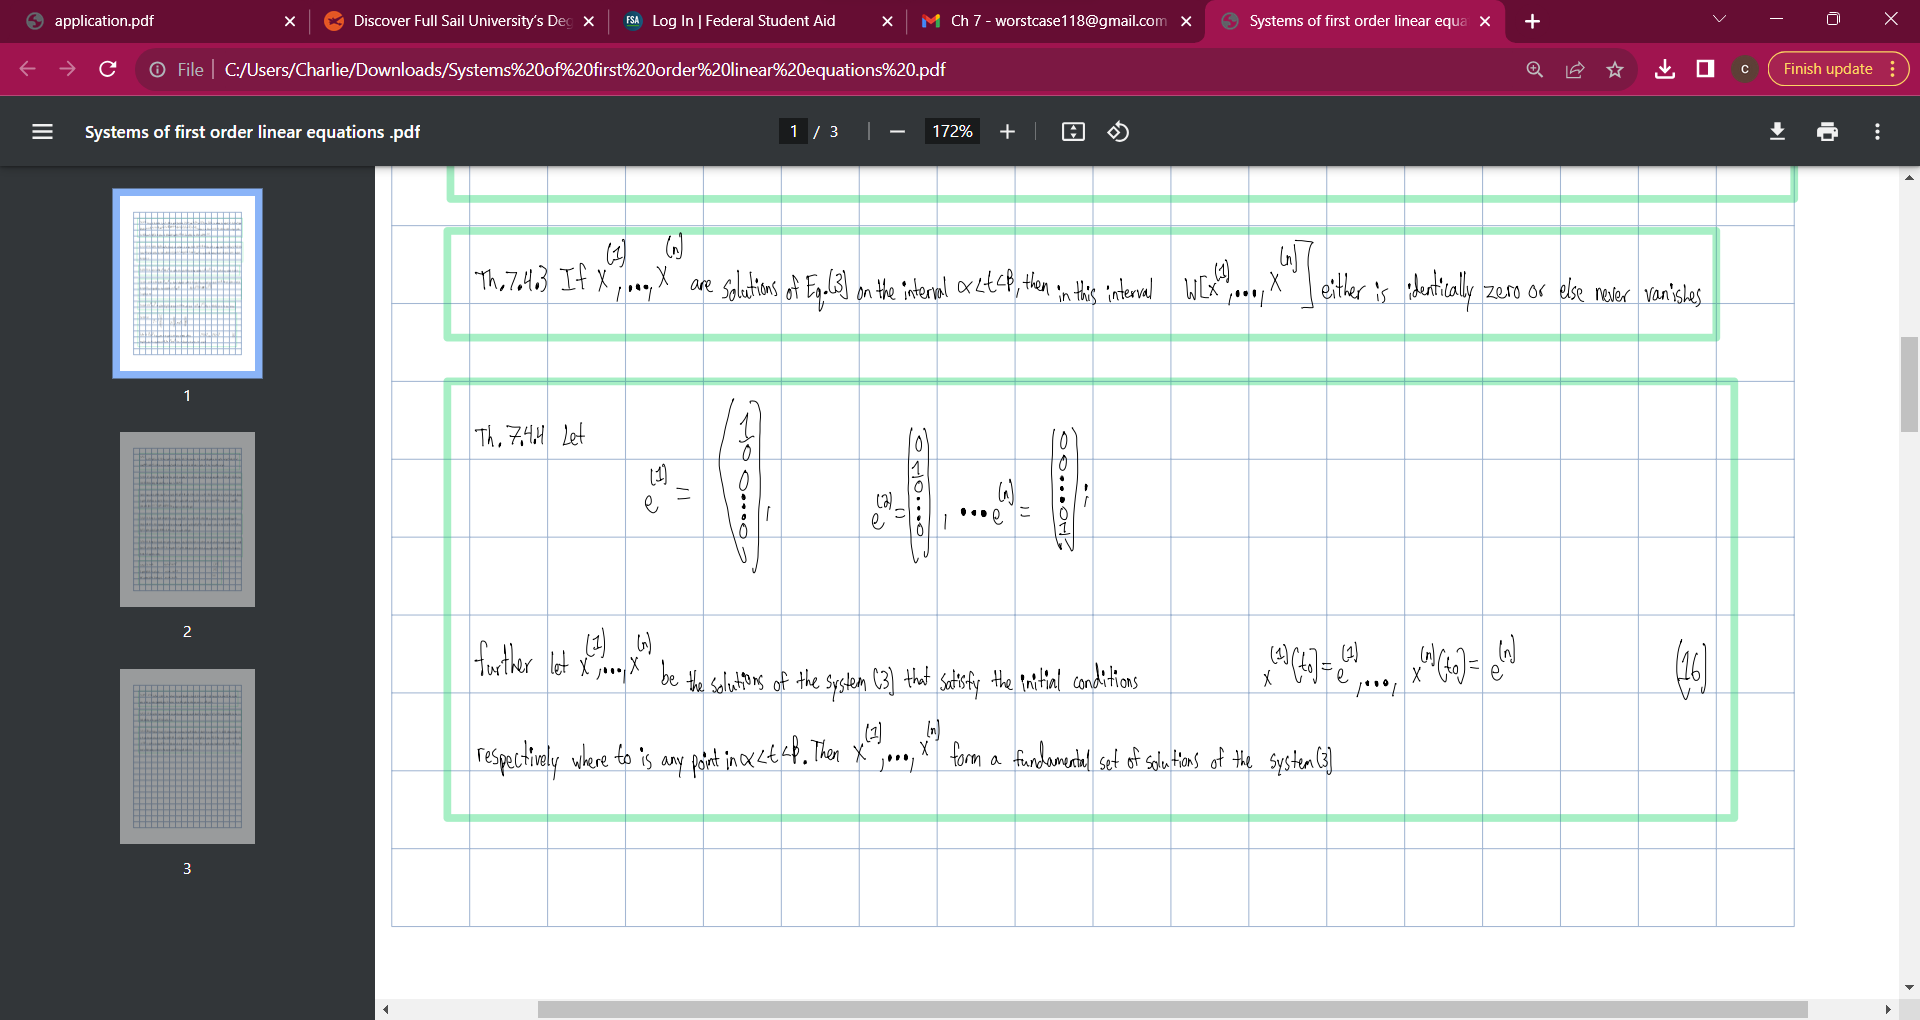 application.pdf
Discover Full Sail University's Deg
FSA Log In | Federal Student Aid
Ch 7 - worstcase118@gmail.com
Systems of first order linear equa
File | C:/Users/Charlie/Downloads/Systems%20of%20first%20order%20linear%20equations%20.pdf
C
Finish update
Systems of first order linear equations .pdf
1 / 3
172%
1
2
3
Th.7.4.3 If x^(1),...,x^(n) are solutions of Eq.(3) on the interval α<t<β, then in this interval W[x^(1),...,x^(n)] either is identically zero or else never vanishes
Th. 7.4.4 Let
e^(1) = (1 0 0 ⋮ 0), e^(2) = (0 1 0 ⋮ 0), ... e^(n) = (0 0 ⋮ 0 1);
further let x^(1),...,x^(n) be the solutions of the system (3) that satisfy the initial conditions x^(1)(t0) = e^(1),..., x^(n)(t0) = e^(n) (16)
respectively where to is any point in α<t<β. Then x^(1),...,x^(n) form a fundamental set of solutions of the system (3)